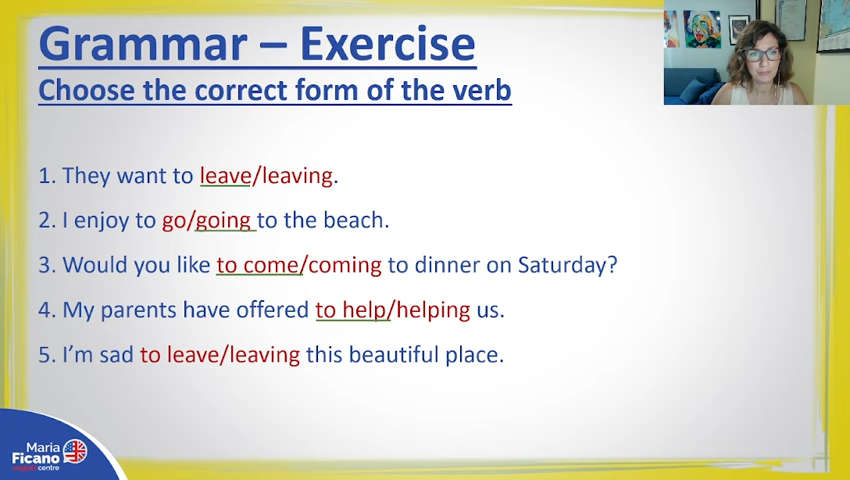 Grammar – Exercise
Choose the correct form of the verb
1. They want to leave/leaving.
2. I enjoy to go/going to the beach.
3. Would you like to come/coming to dinner on Saturday?
4. My parents have offered to help/helping us.
5. I’m sad to leave/leaving this beautiful place.
Maria
Ficano
centre